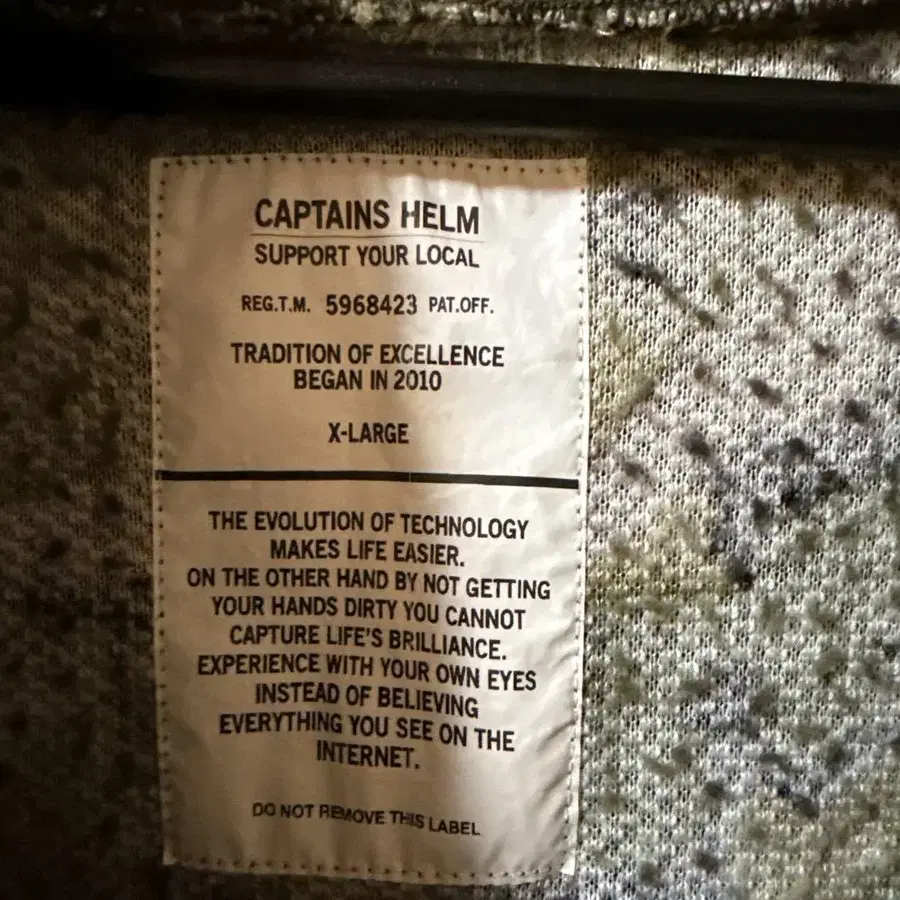 CAPTAINS HELM
SUPPORT YOUR LOCAL
REG.T.M. 5968423 PAT.OFF.
TRADITION OF EXCELLENCE
BEGAN IN 2010
X-LARGE
THE EVOLUTION OF TECHNOLOGY
MAKES LIFE EASIER.
ON THE OTHER HAND BY NOT GETTING
YOUR HANDS DIRTY YOU CANNOT
CAPTURE LIFE'S BRILLIANCE.
EXPERIENCE WITH YOUR OWN EYES
INSTEAD OF BELIEVING
EVERYTHING YOU SEE ON THE
INTERNET.
DO NOT REMOVE THIS LABEL